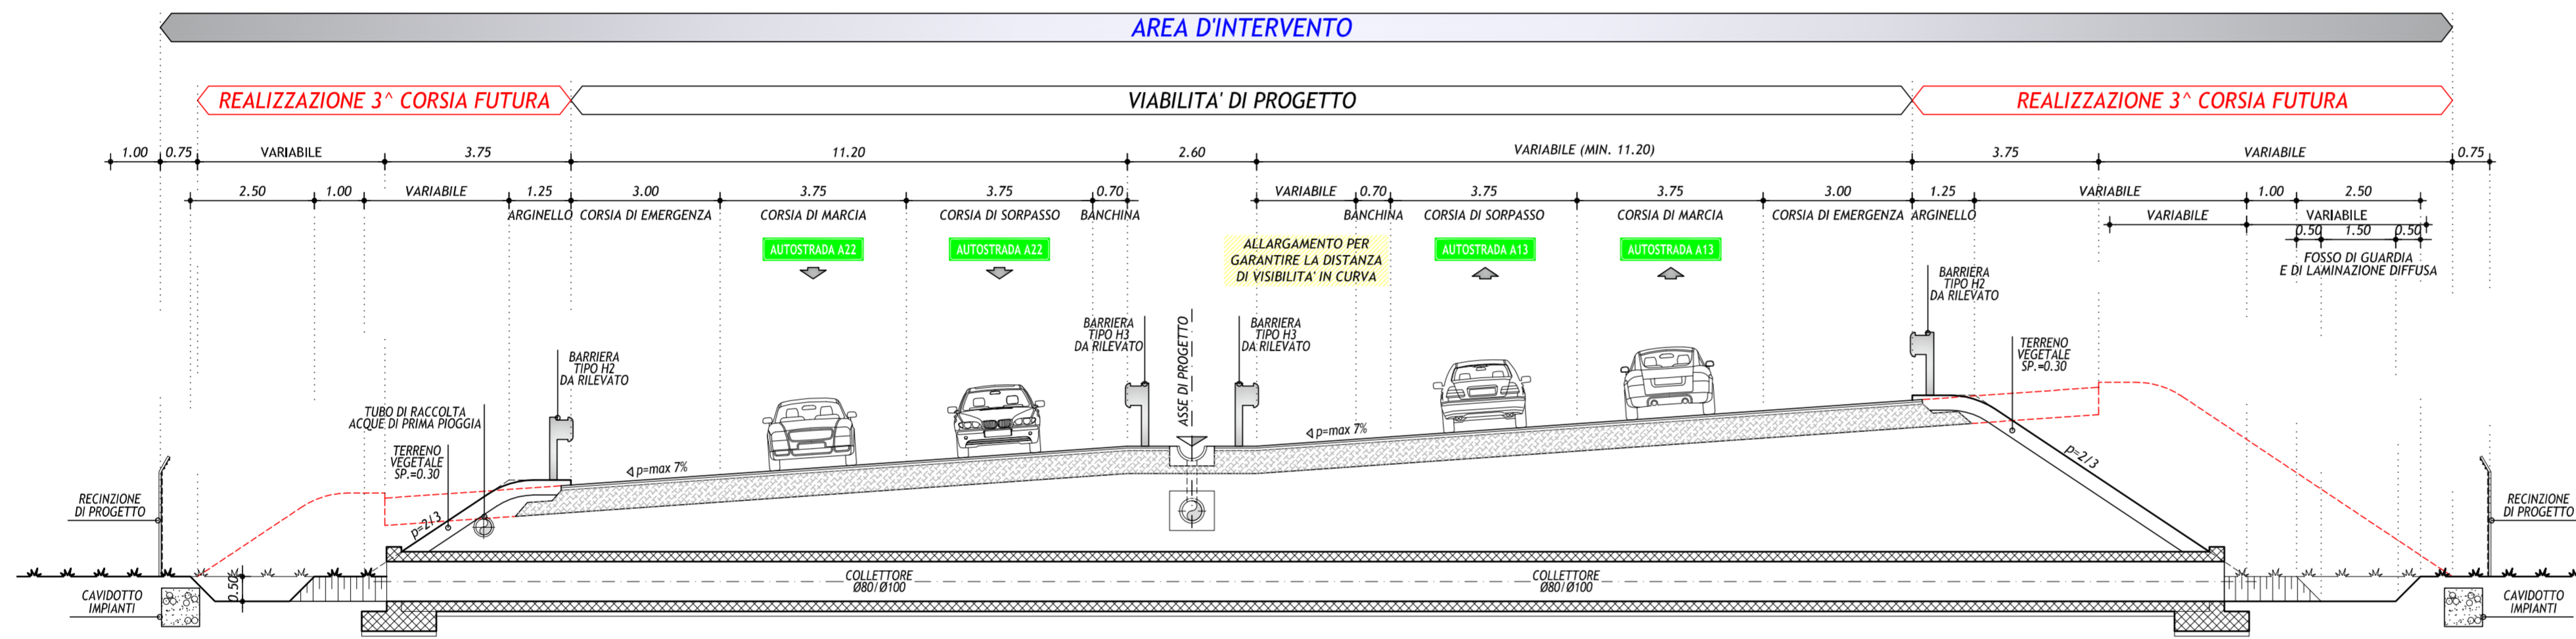 AREA D'INTERVENTO
REALIZZAZIONE 3^ CORSIA FUTURA
VIABILITA' DI PROGETTO
REALIZZAZIONE 3^ CORSIA FUTURA
1.00 0.75 VARIABILE 3.75 11.20 2.60 VARIABILE (MIN. 11.20) 3.75 VARIABILE 0.75
2.50 1.00 VARIABILE 1.25 3.00 3.75 3.75 0.70 VARIABILE 0.70 3.75 3.75 3.00 1.25 VARIABILE 1.00 2.50
ARGINELLO CORSIA DI EMERGENZA CORSIA DI MARCIA CORSIA DI SORPASSO BANCHINA BANCHINA CORSIA DI SORPASSO CORSIA DI MARCIA CORSIA DI EMERGENZA ARGINELLO
VARIABILE VARIABILE
0.50 1.50 0.50
FOSSO DI GUARDIA
E DI LAMINAZIONE DIFFUSA
AUTOSTRADA A22
AUTOSTRADA A22
ALLARGAMENTO PER
GARANTIRE LA DISTANZA
DI VISIBILITA' IN CURVA
AUTOSTRADA A13
AUTOSTRADA A13
BARRIERA
TIPO H2
DA RILEVATO
BARRIERA
TIPO H3
DA RILEVATO
ASSE DI PROGETTO
BARRIERA
TIPO H3
DA RILEVATO
BARRIERA
TIPO H2
DA RILEVATO
TERRENO
VEGETALE
SP.=0.30
TUBO DI RACCOLTA
ACQUE DI PRIMA PIOGGIA
TERRENO
VEGETALE
SP.=0.30
p=max 7%
p=max 7%
p=2/3
p=2/3
RECINZIONE
DI PROGETTO
RECINZIONE
DI PROGETTO
0.50
COLLETTORE
Ø80/Ø100
COLLETTORE
Ø80/Ø100
CAVIDOTTO
IMPIANTI
CAVIDOTTO
IMPIANTI